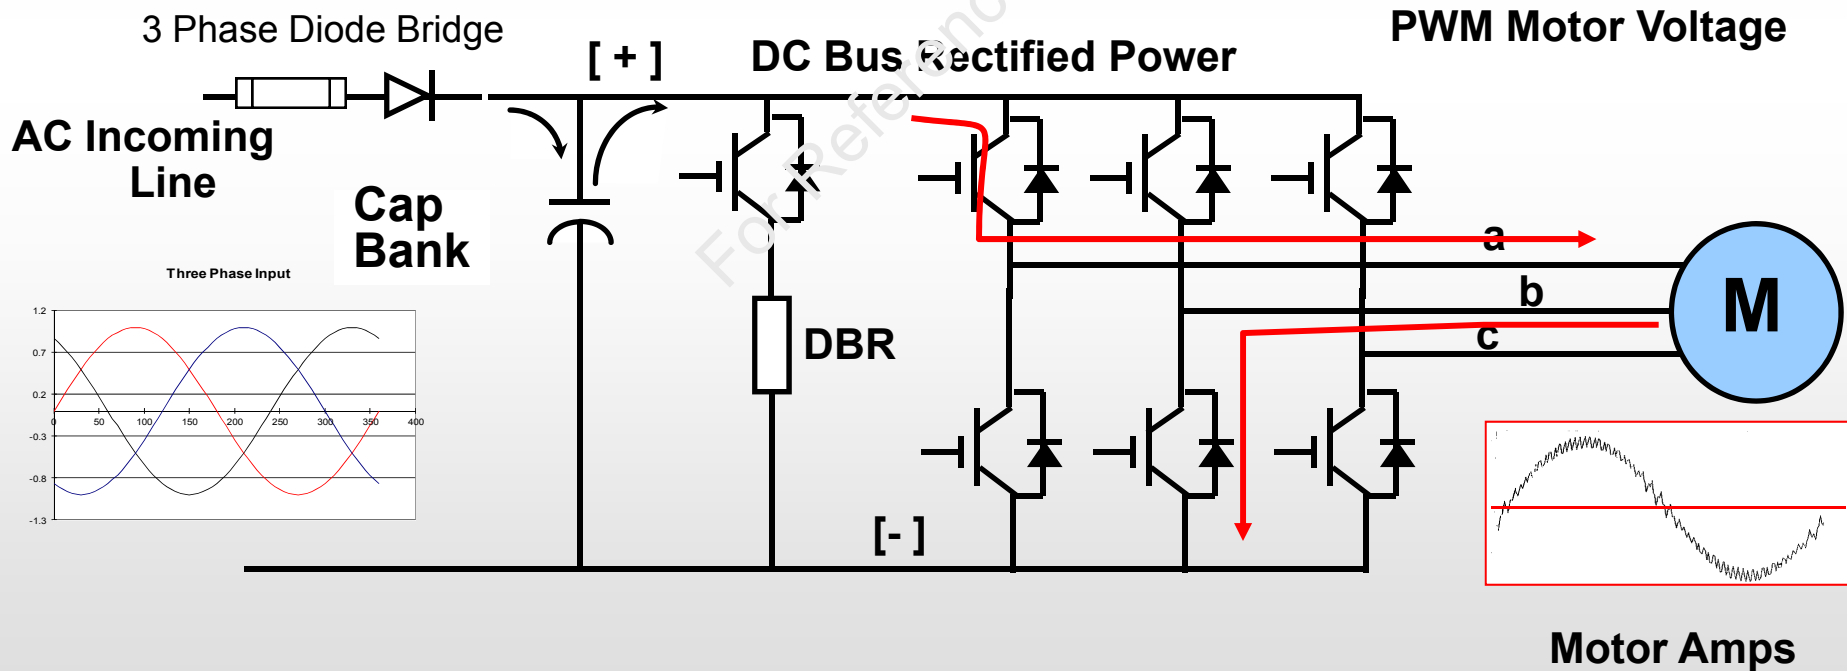 3 Phase Diode Bridge
[ + ]
DC Bus Rectified Power
PWM Motor Voltage
AC Incoming
Line
Cap
Bank
For Referenc
Three Phase Input
1.2
0.7
0.2
-0.3
-0.8
-1.3
0 50 100 150 200 250 300 350 400
DBR
a
b
c
M
[- ]
Motor Amps